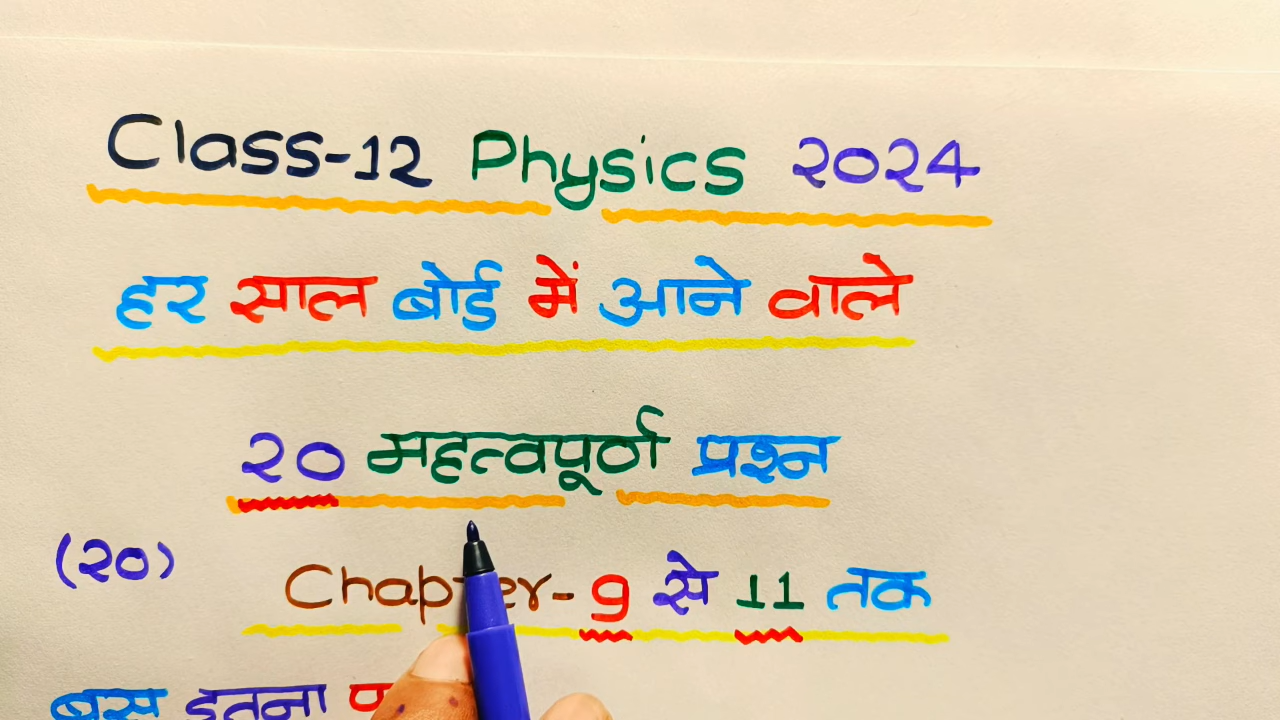 Class-12 Physics 2024
हर साल बोर्ड में आने वाले
20 महत्वपूर्ण प्रश्न
(20)
Chapter-9 से 11 तक
बस इतना